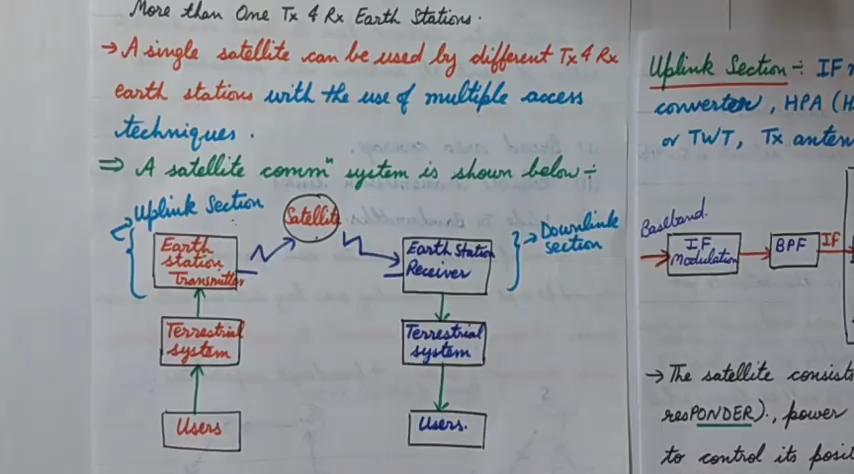 More than One Tx & Rx Earth Stations.
→ A single satellite can be used by different Tx & Rx
earth stations with the use of multiple access
techniques.
⇒ A satellite commⁿ system is shown below ÷
Uplink Section
Satellite
Downlink
section
Earth
station
Transmitter
Earth Station
Receiver
Terrestrial
system
Terrestrial
system
Users
Users.
Uplink Section ÷ IF
converter, HPA (H
or TWT, Tx anten
Baseband.
I.F
modulation
BPF
IF
→ The satellite consists
resPONDER)., power
to control its posit